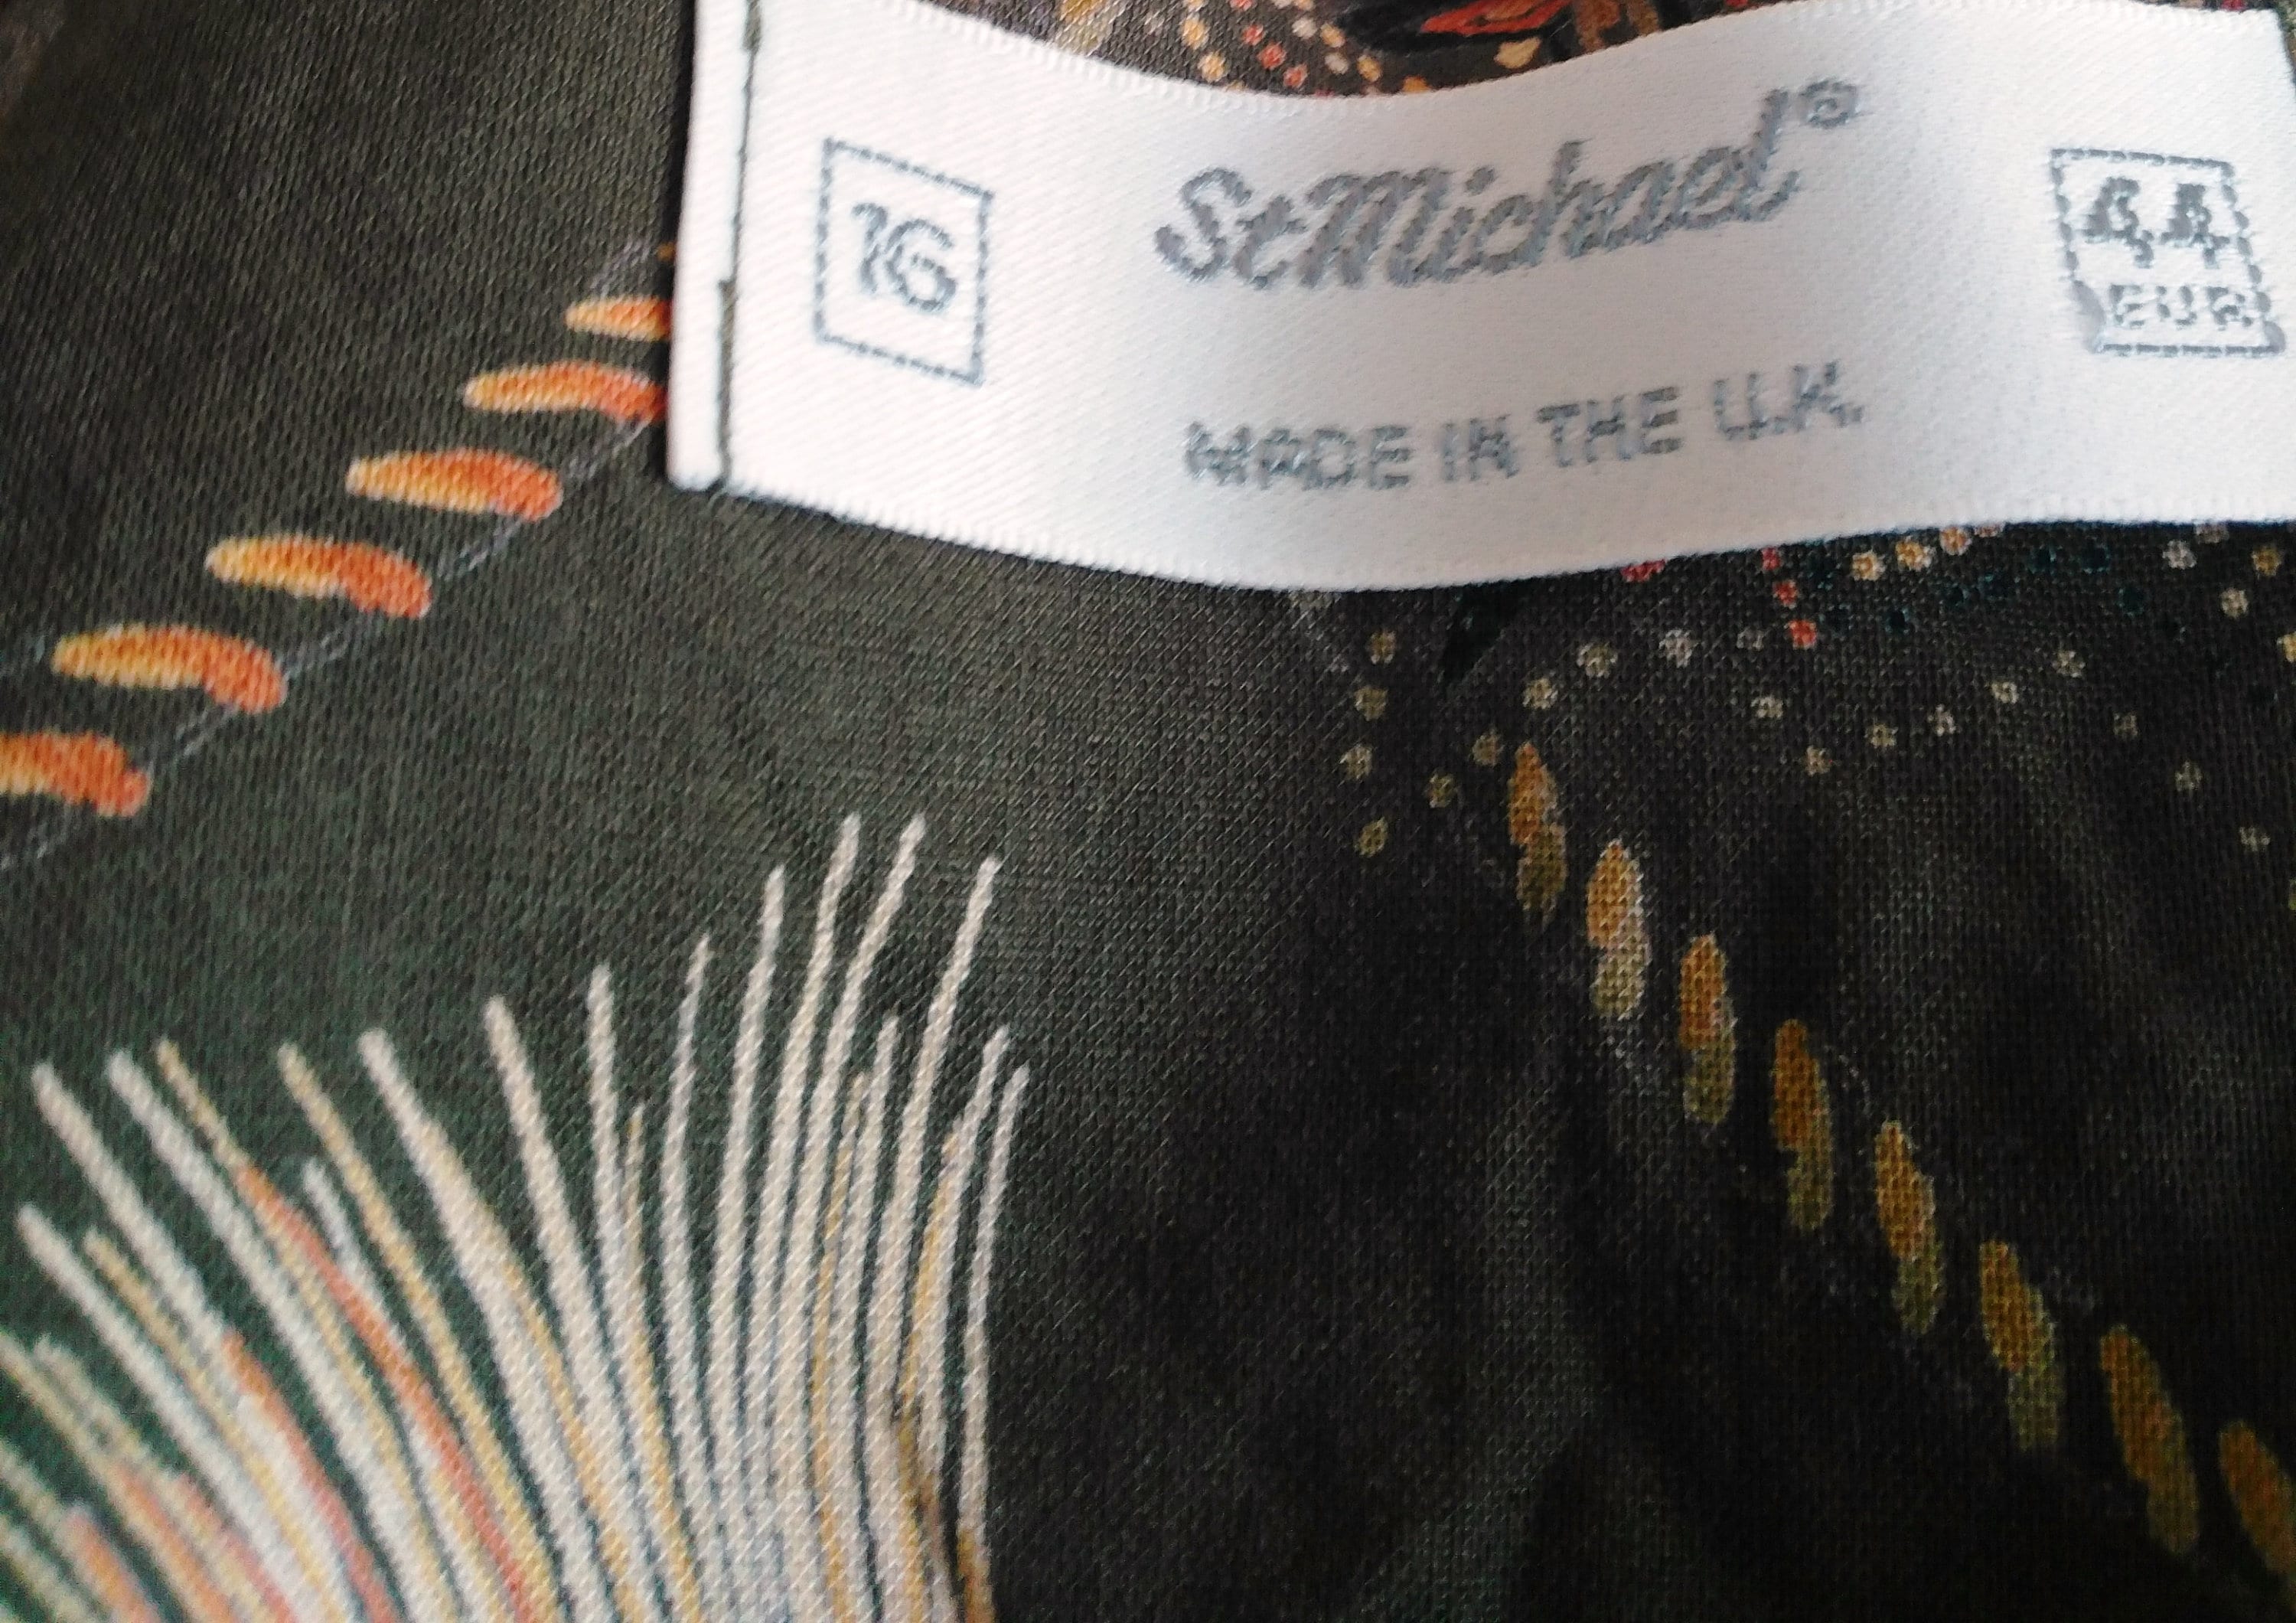 16
StMichael®
44
EUR
MADE IN THE U.K.